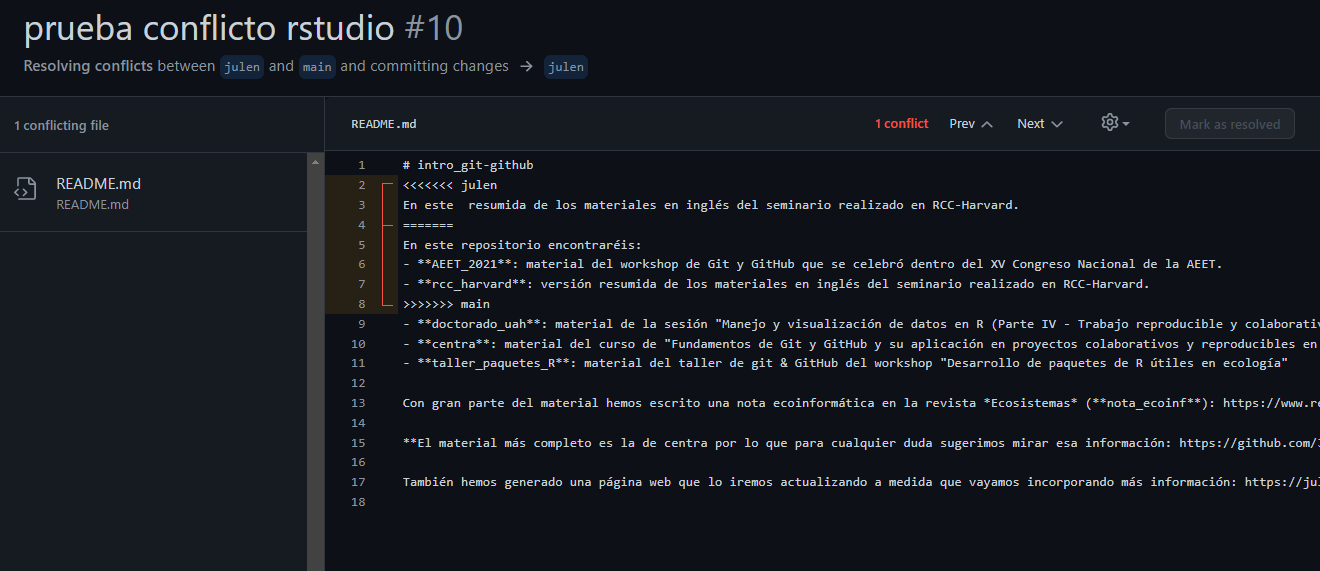 prueba conflicto rstudio #10
Resolving conflicts between julen and main and committing changes → julen
1 conflicting file
README.md
README.md
README.md
1 conflict Prev Next
Mark as resolved
1 # intro_git-github
2 <<<<<<< julen
3 En este  resumida de los materiales en inglés del seminario realizado en RCC-Harvard.
4 =======
5 En este repositorio encontraréis:
6 - **AEET_2021**: material del workshop de Git y GitHub que se celebró dentro del XV Congreso Nacional de la AEET.
7 - **rcc_harvard**: versión resumida de los materiales en inglés del seminario realizado en RCC-Harvard.
8 >>>>>>> main
9 - **doctorado_uah**: material de la sesión "Manejo y visualización de datos en R (Parte IV - Trabajo reproducible y colaborativ
10 - **centra**: material del curso de "Fundamentos de Git y GitHub y su aplicación en proyectos colaborativos y reproducibles en
11 - **taller_paquetes_R**: material del taller de git & GitHub del workshop "Desarrollo de paquetes de R útiles en ecología"
12
13 Con gran parte del material hemos escrito una nota ecoinformática en la revista *Ecosistemas* (**nota_ecoinf**): https://www.re
14
15 **El material más completo es la de centra por lo que para cualquier duda sugerimos mirar esa información: https://github.com/
16
17 También hemos generado una página web que lo iremos actualizando a medida que vayamos incorporando más información: https://jul
18